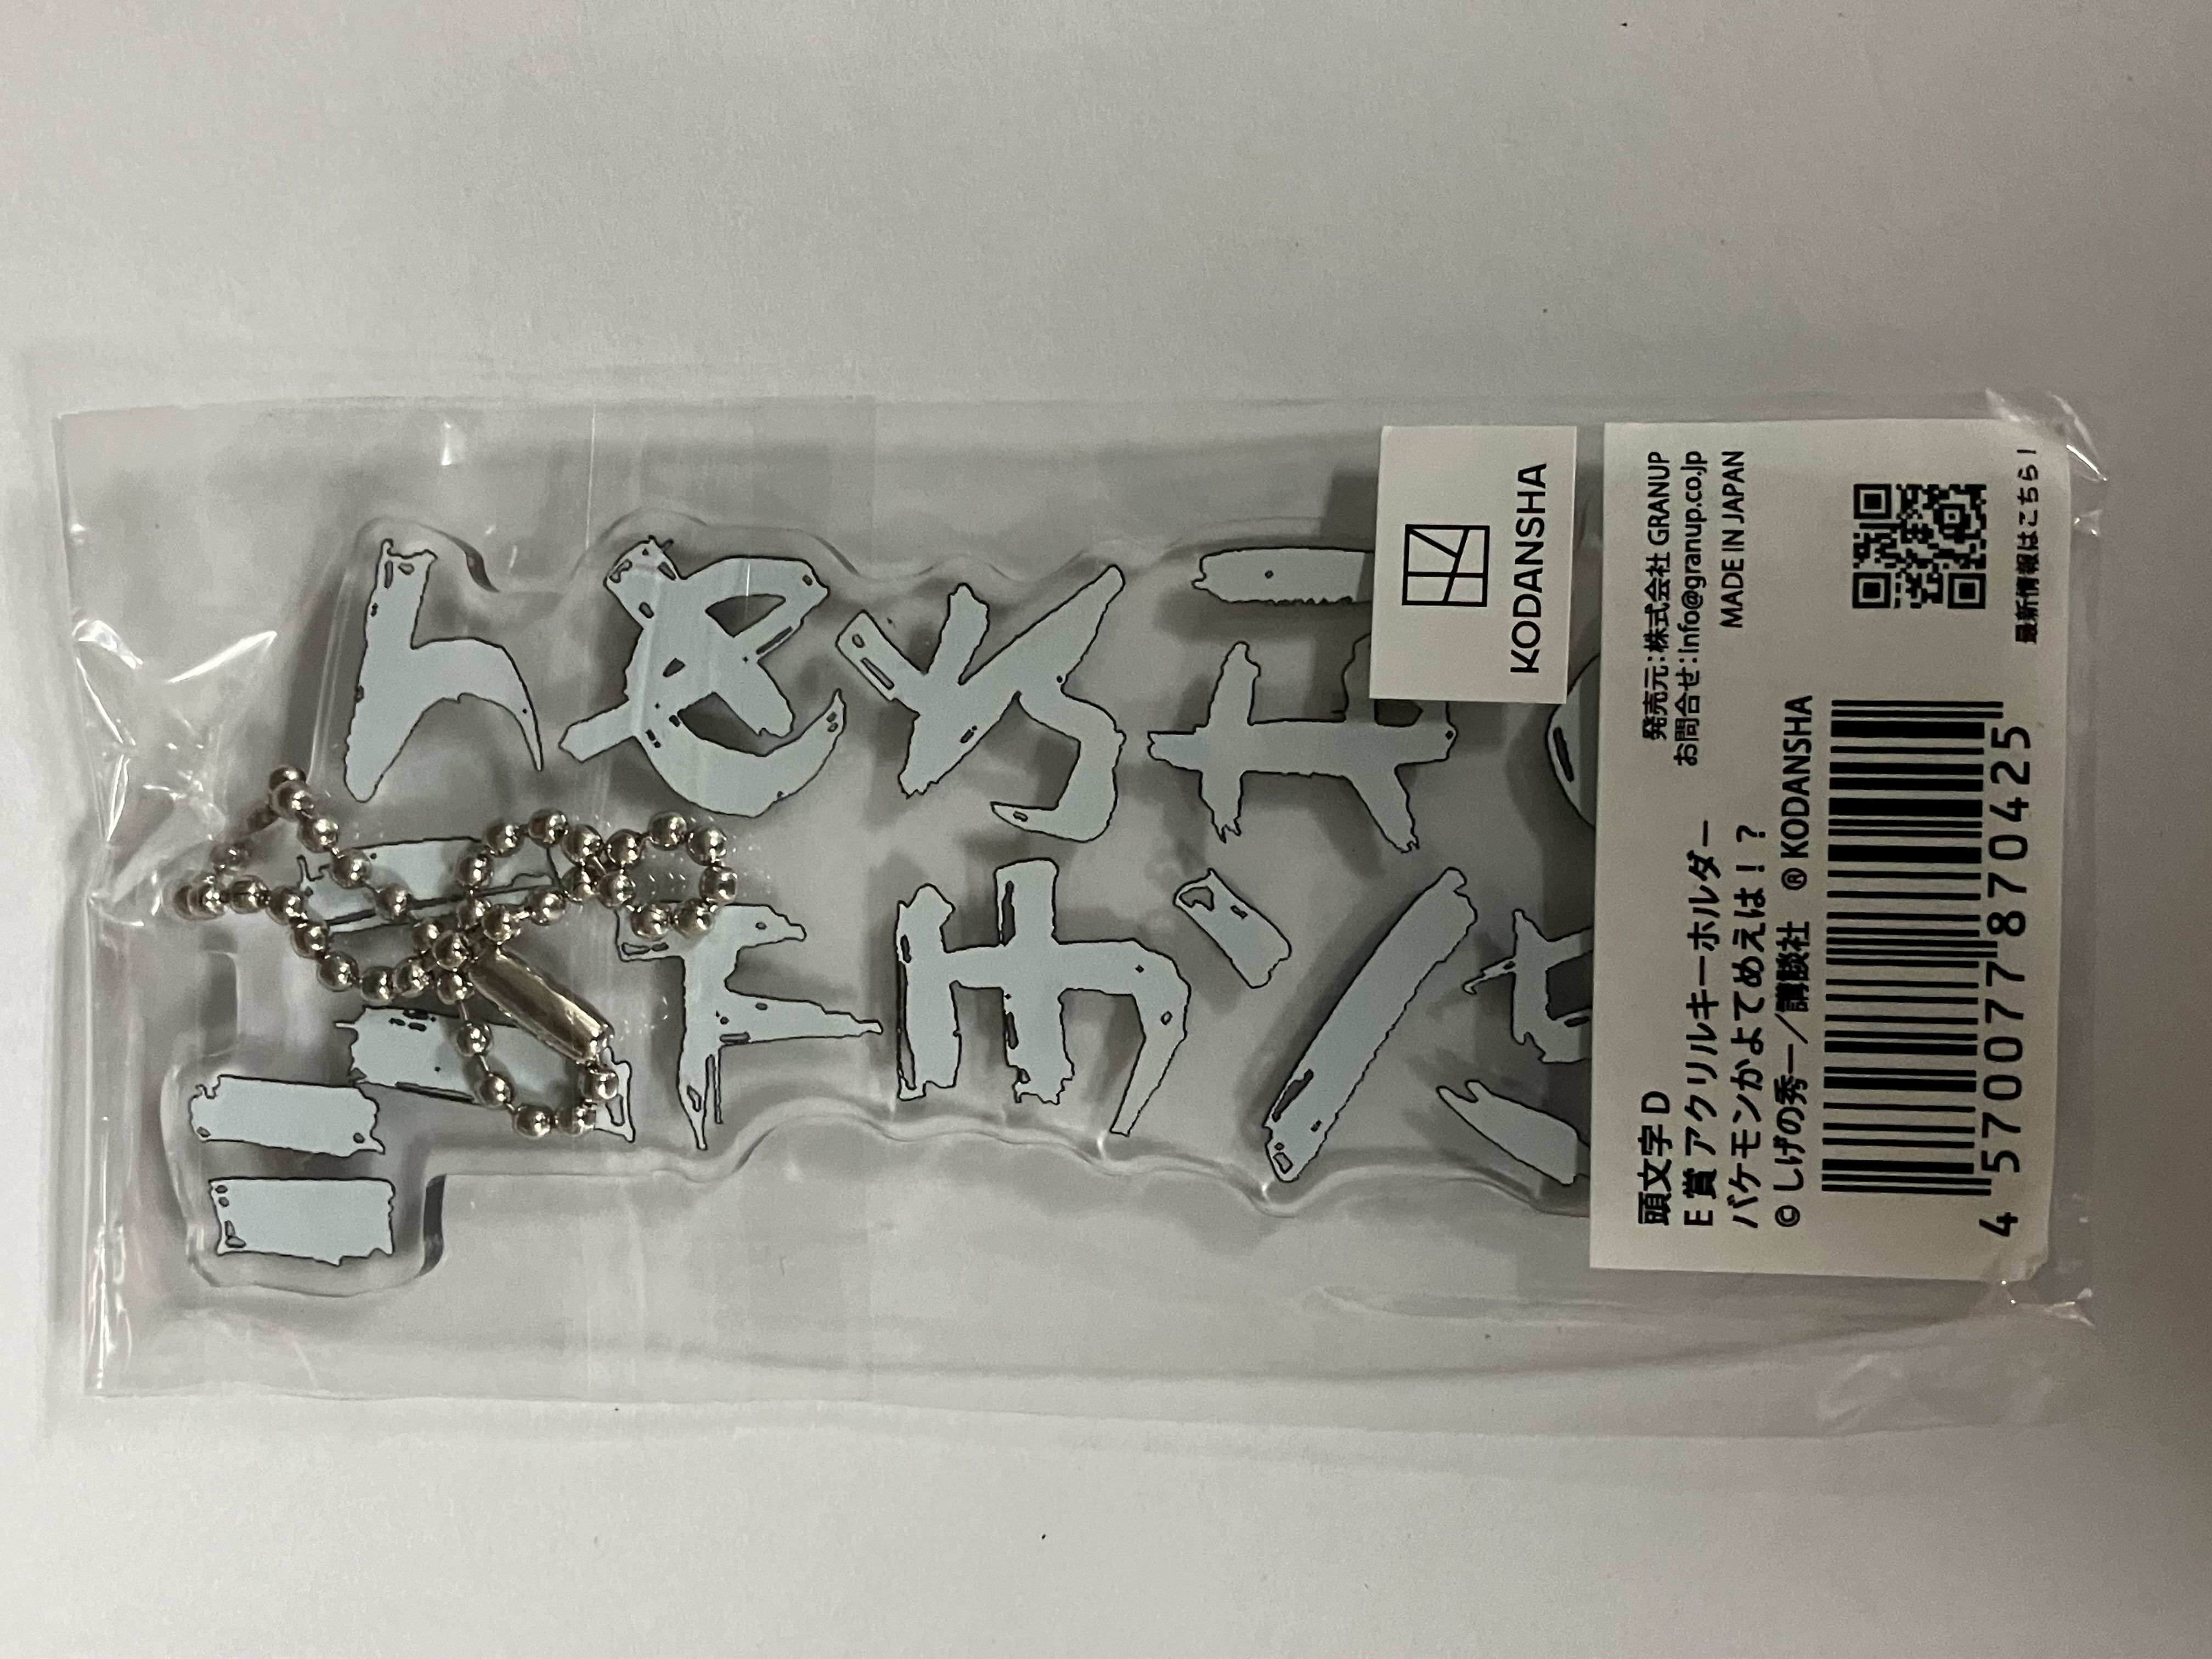 バケモンか
てめえは
KODANSHA
頭文字 D
E 賞 アクリルキーホルダー
バケモンかよてめえは！？
© しげの秀一／講談社 ® KODANSHA
発売元：株式会社 GRANUP
お問合せ：info@granup.co.jp
MADE IN JAPAN
4 570077 870425
最新情報はこちら！